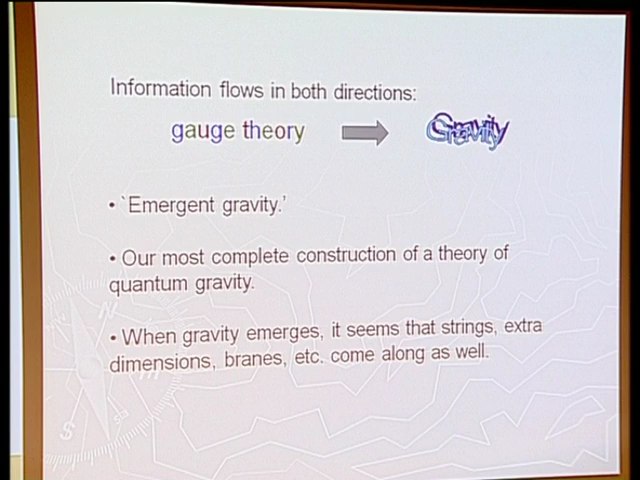 Information flows in both directions:
gauge theory Gravity
• `Emergent gravity.'
• Our most complete construction of a theory of
quantum gravity.
• When gravity emerges, it seems that strings, extra
dimensions, branes, etc. come along as well.
S